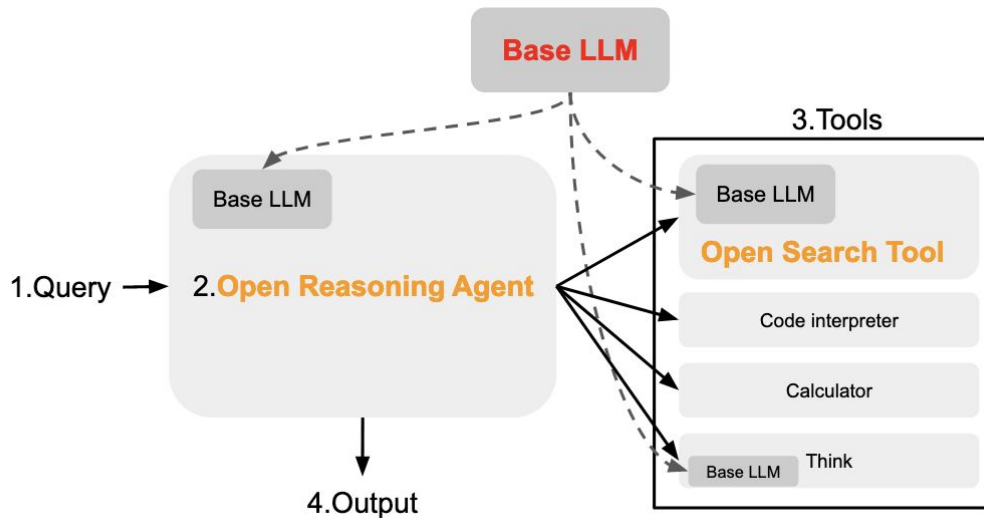 Base LLM
3.Tools
Base LLM
Base LLM
Open Search Tool
1.Query
2.Open Reasoning Agent
Code interpreter
Calculator
Think
Base LLM
4.Output